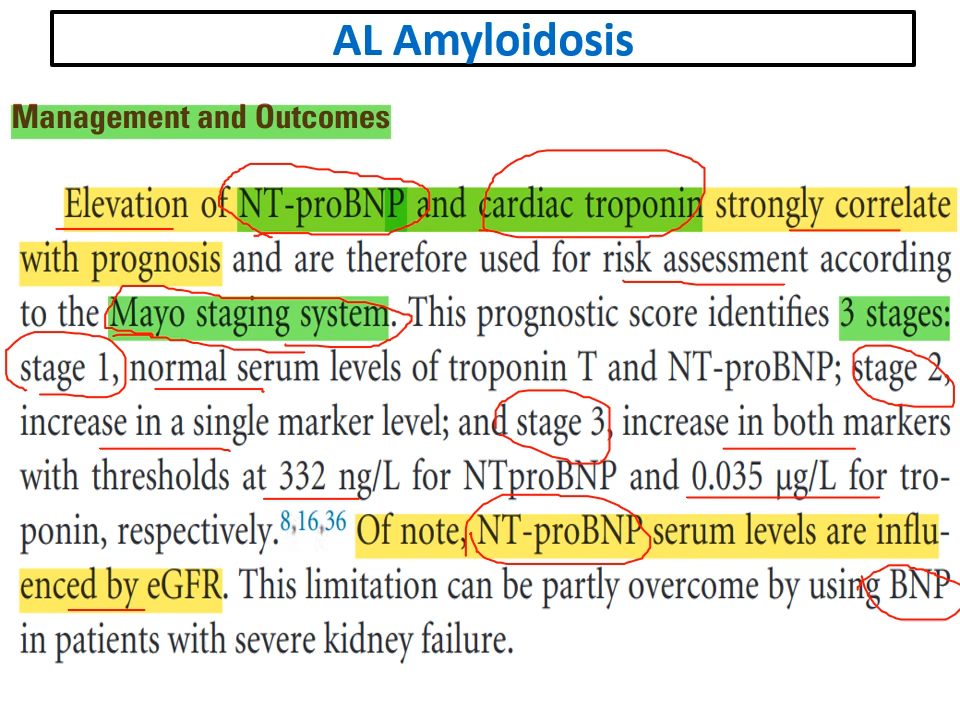 AL Amyloidosis
Management and Outcomes
Elevation of NT-proBNP and cardiac troponin strongly correlate
with prognosis and are therefore used for risk assessment according
to the Mayo staging system. This prognostic score identifies 3 stages:
stage 1, normal serum levels of troponin T and NT-proBNP; stage 2,
increase in a single marker level; and stage 3, increase in both markers
with thresholds at 332 ng/L for NTproBNP and 0.035 μg/L for tro-
ponin, respectively.8,16,36 Of note, NT-proBNP serum levels are influ-
enced by eGFR. This limitation can be partly overcome by using BNP
in patients with severe kidney failure.